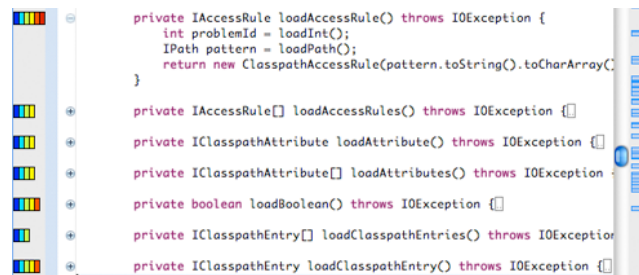 private IAccessRule loadAccessRule() throws IOException {
int problemId = loadInt();
IPath pattern = loadPath();
return new ClasspathAccessRule(pattern.toString().toCharArray()
}
private IAccessRule[] loadAccessRules() throws IOException {
private IClasspathAttribute loadAttribute() throws IOException {
private IClasspathAttribute[] loadAttributes() throws IOException {
private boolean loadBoolean() throws IOException {
private IClasspathEntry[] loadClasspathEntries() throws IOException
private IClasspathEntry loadClasspathEntry() throws IOException {